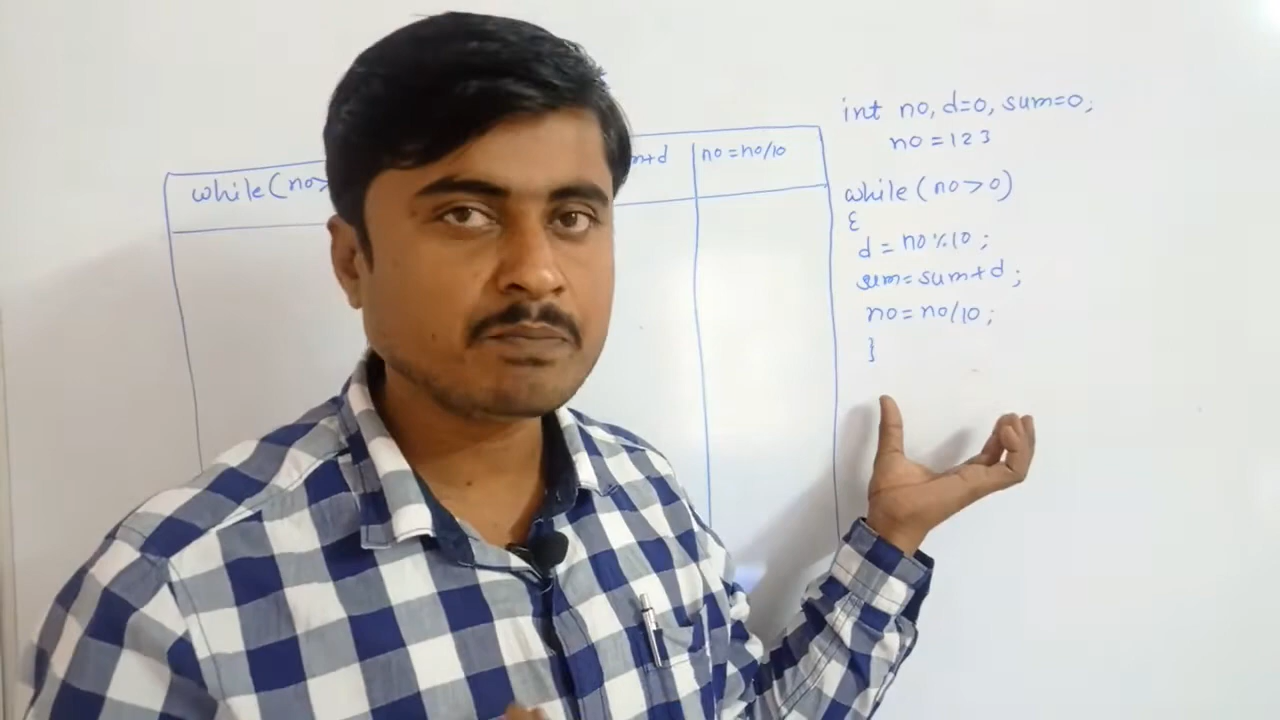 while(no>
m+d
no=no/10
int no, d=0, sum=0;
no=123
while(no>0)
{
d=no%10;
sum=sum+d;
no=no/10;
}